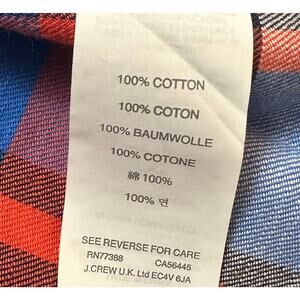 100% COTTON
100% COTON
100% BAUMWOLLE
100% COTONE
綿 100%
100% 면
SEE REVERSE FOR CARE
RN77388 CA56445
J.CREW U.K. Ltd EC4V 6JA